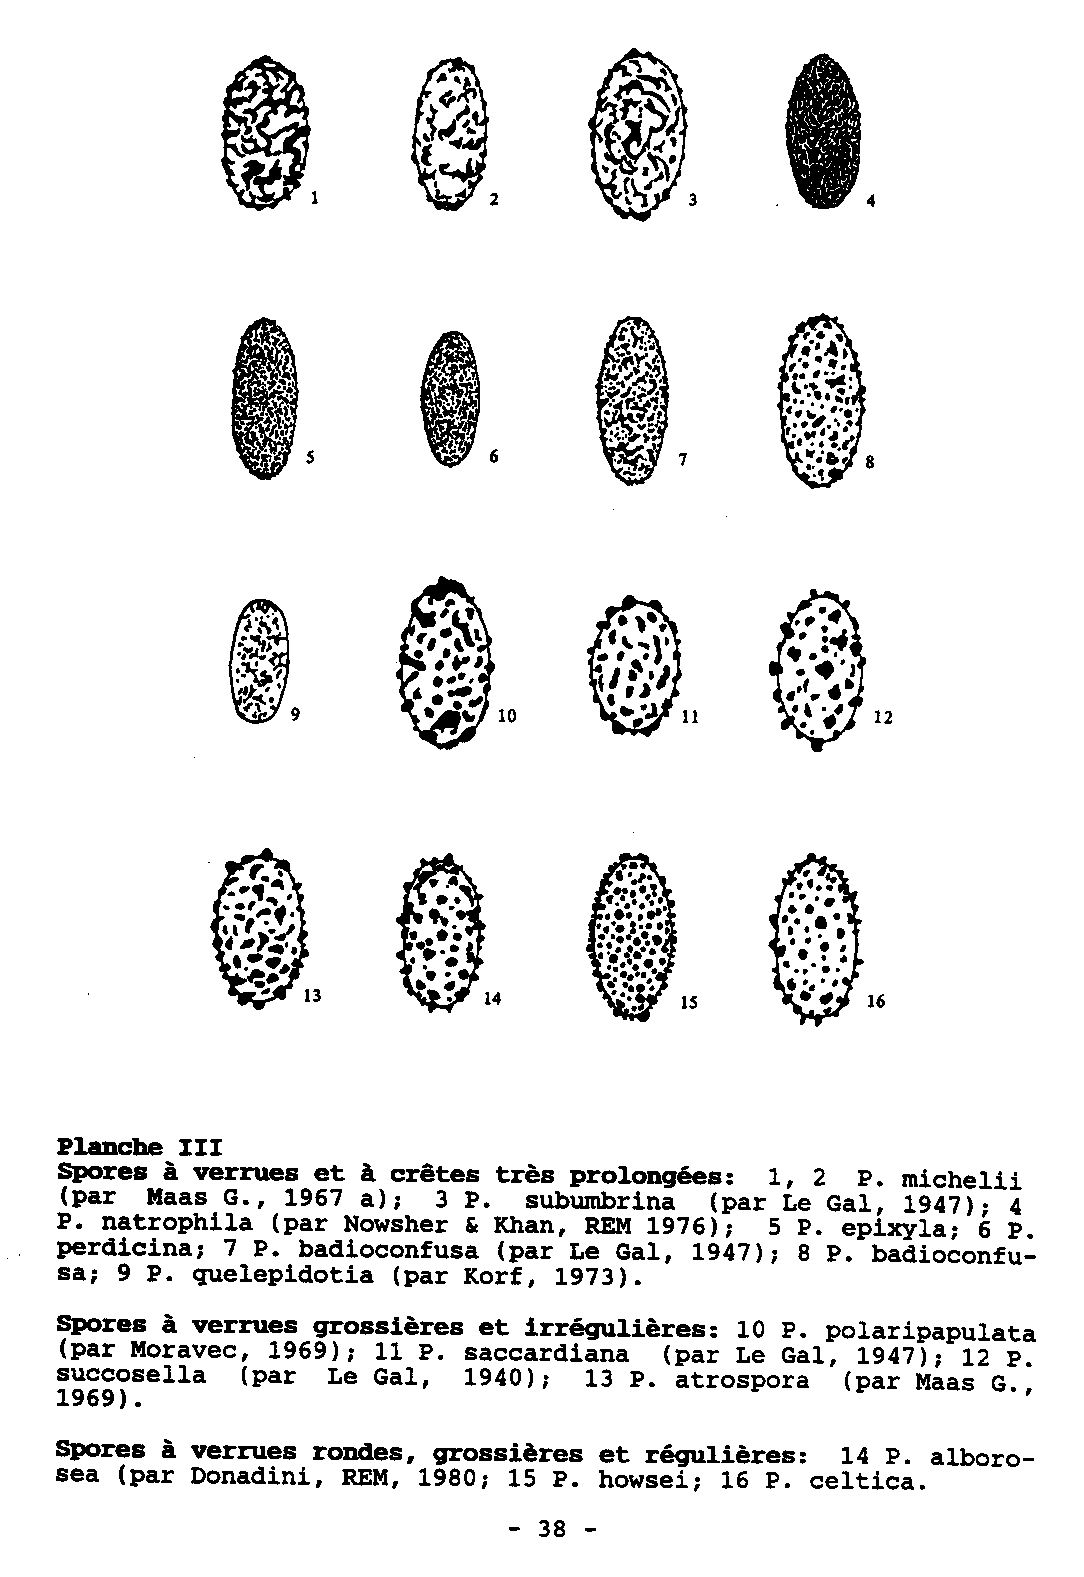 1 2 3 4
5 6 7 8
9 10 11 12
13 14 15 16
Planche III
Spores à verrues et à crêtes très prolongées: 1, 2 P. michelii
(par Maas G., 1967 a); 3 P. subumbrina (par Le Gal, 1947); 4
P. natrophila (par Nowsher & Khan, REM 1976); 5 P. epixyla; 6 P.
perdicina; 7 P. badioconfusa (par Le Gal, 1947); 8 P. badioconfu-
sa; 9 P. quelepidotia (par Korf, 1973).
Spores à verrues grossières et irrégulières: 10 P. polaripapulata
(par Moravec, 1969); 11 P. saccardiana (par Le Gal, 1947); 12 P.
succosella (par Le Gal, 1940); 13 P. atrospora (par Maas G.,
1969).
Spores à verrues rondes, grossières et régulières: 14 P. alboro-
sea (par Donadini, REM, 1980; 15 P. howsei; 16 P. celtica.
- 38 -